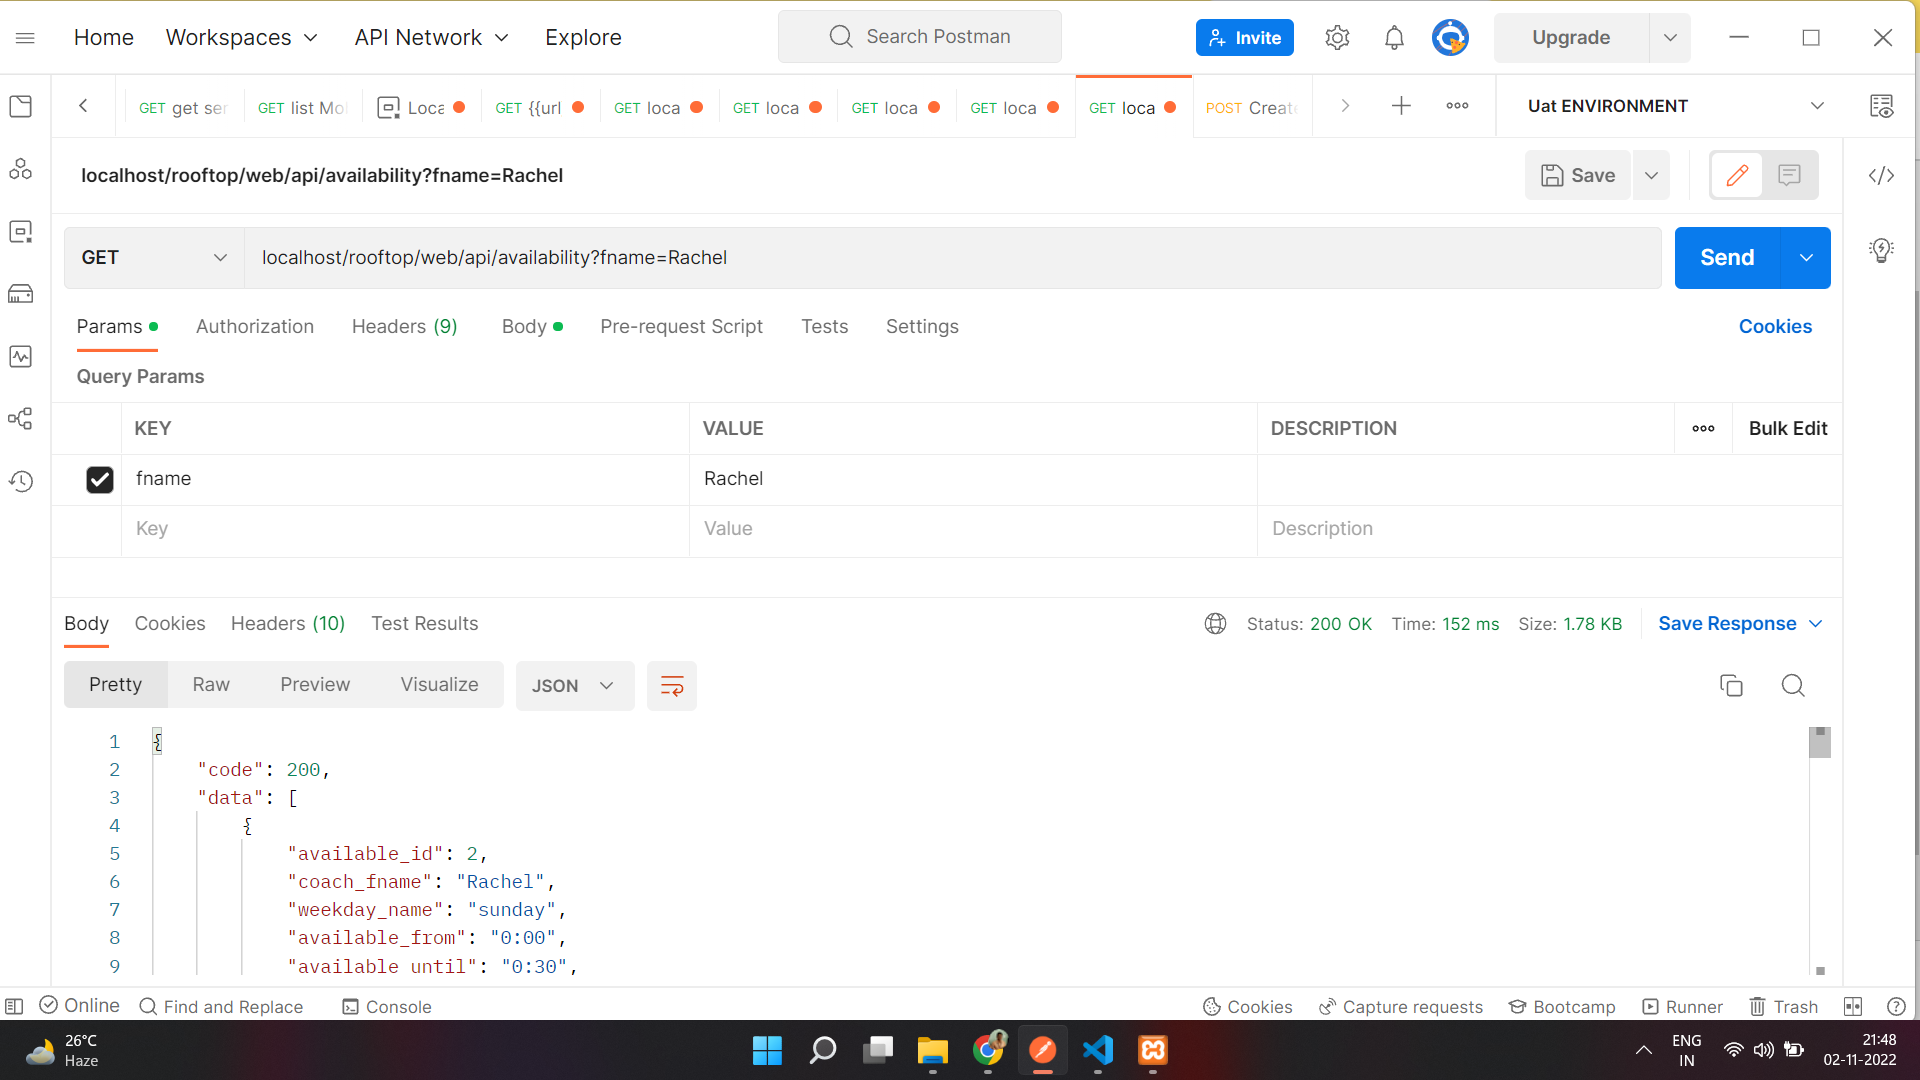 Home Workspaces API Network Explore Search Postman Invite Upgrade
GET get ser GET list Mo Loca GET {{url GET loca GET loca GET loca GET loca GET loca POST Create Uat ENVIRONMENT
localhost/rooftop/web/api/availability?fname=Rachel Save
GET localhost/rooftop/web/api/availability?fname=Rachel Send
Params Authorization Headers (9) Body Pre-request Script Tests Settings Cookies
Query Params
KEY VALUE DESCRIPTION Bulk Edit
fname Rachel
Key Value Description
Body Cookies Headers (10) Test Results Status: 200 OK Time: 152 ms Size: 1.78 KB Save Response
Pretty Raw Preview Visualize JSON
1 {
2 "code": 200,
3 "data": [
4 {
5 "available_id": 2,
6 "coach_fname": "Rachel",
7 "weekday_name": "sunday",
8 "available_from": "0:00",
9 "available until": "0:30",
Online Find and Replace Console Cookies Capture requests Bootcamp Runner Trash
26°C
Haze
ENG
IN
21:48
02-11-2022